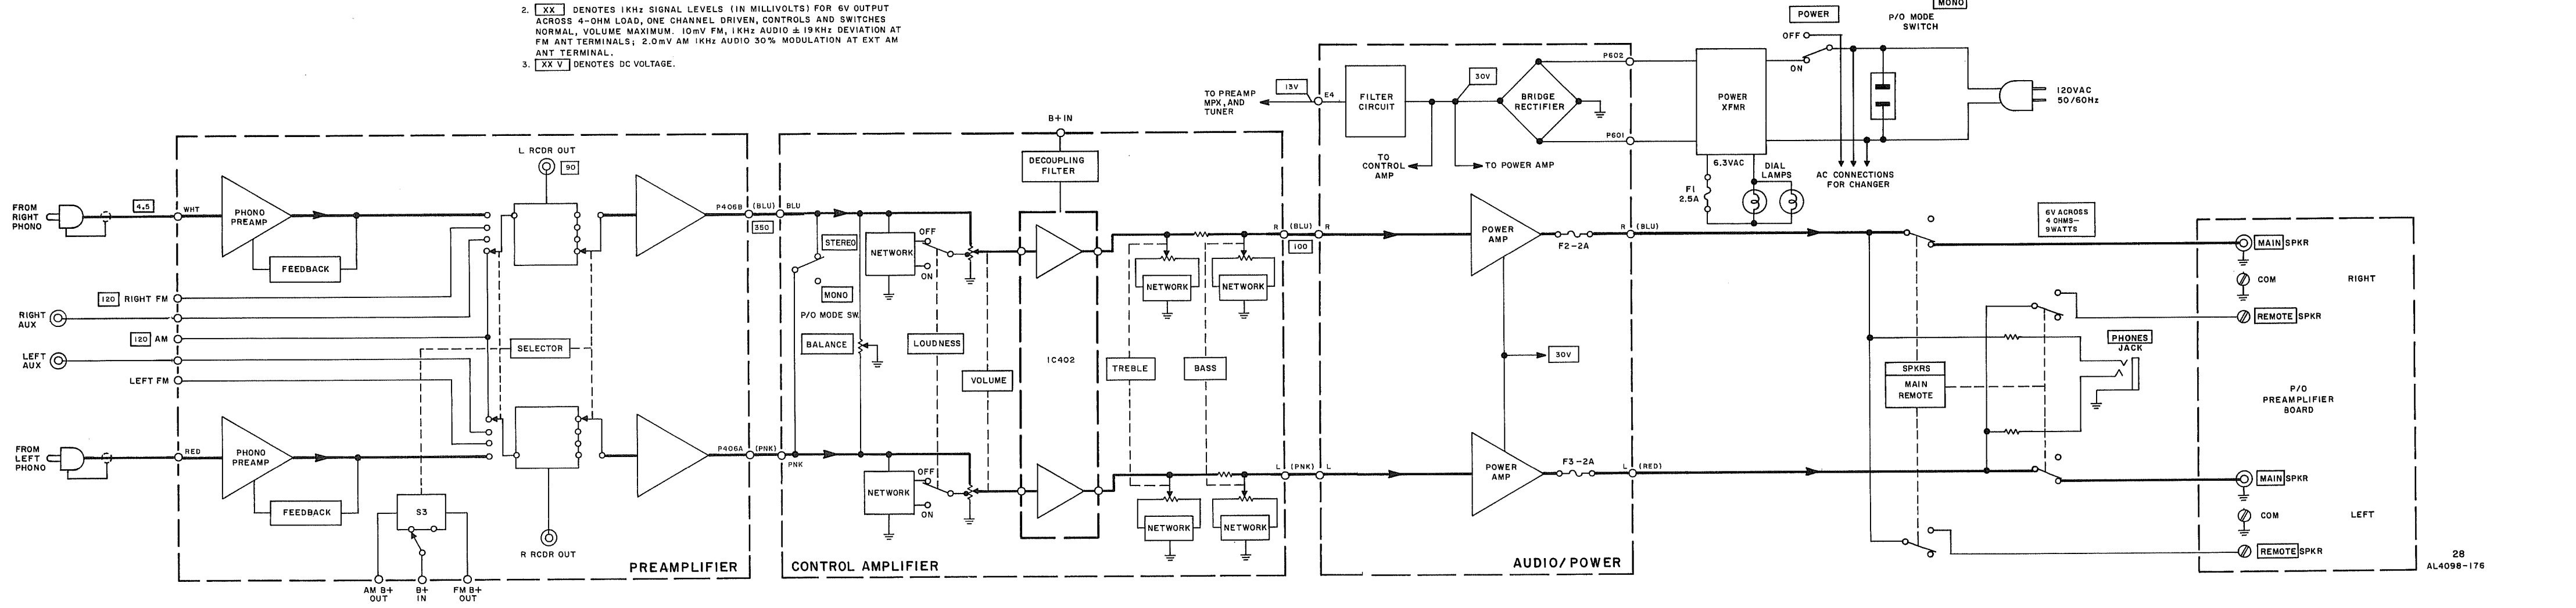 2. XX DENOTES 1KHz SIGNAL LEVELS (IN MILLIVOLTS) FOR 6V OUTPUT
ACROSS 4-OHM LOAD, ONE CHANNEL DRIVEN, CONTROLS AND SWITCHES
NORMAL, VOLUME MAXIMUM. 10mV FM, 1KHz AUDIO ± 19KHz DEVIATION AT
FM ANT TERMINALS; 2.0mV AM 1KHz AUDIO 30% MODULATION AT EXT AM
ANT TERMINAL.
3. XX V DENOTES DC VOLTAGE.
MONO
P/O MODE
SWITCH
POWER
OFF
ON
120VAC
50/60Hz
POWER
XFMR
6.3VAC
DIAL
LAMPS
F1
2.5A
AC CONNECTIONS
FOR CHANGER
P602
P601
BRIDGE
RECTIFIER
30V
FILTER
CIRCUIT
E4
13V
TO PREAMP
MPX, AND
TUNER
TO
CONTROL
AMP
TO POWER AMP
B+ IN
DECOUPLING
FILTER
L RCDR OUT
90
FROM
RIGHT
PHONO
4.5
WHT
PHONO
PREAMP
FEEDBACK
120 RIGHT FM
RIGHT
AUX
120 AM
LEFT
AUX
LEFT FM
SELECTOR
FROM
LEFT
PHONO
RED
PHONO
PREAMP
FEEDBACK
S3
R RCDR OUT
AM B+
OUT
B+
IN
FM B+
OUT
PREAMPLIFIER
P406B
(BLU)
BLU
350
P406A
(PNK)
PNK
STEREO
MONO
P/O MODE SW.
BALANCE
NETWORK
OFF
ON
LOUDNESS
VOLUME
NETWORK
OFF
ON
IC402
TREBLE
BASS
NETWORK
NETWORK
NETWORK
NETWORK
CONTROL AMPLIFIER
R (BLU) R
100
L (PNK) L
POWER
AMP
F2-2A
R (BLU)
30V
POWER
AMP
F3-2A
L (RED)
AUDIO/POWER
6V ACROSS
4 OHMS-
9WATTS
SPKRS
MAIN
REMOTE
PHONES
JACK
MAIN SPKR
COM
RIGHT
REMOTE SPKR
P/O
PREAMPLIFIER
BOARD
MAIN SPKR
COM
LEFT
REMOTE SPKR
28
AL4098-176